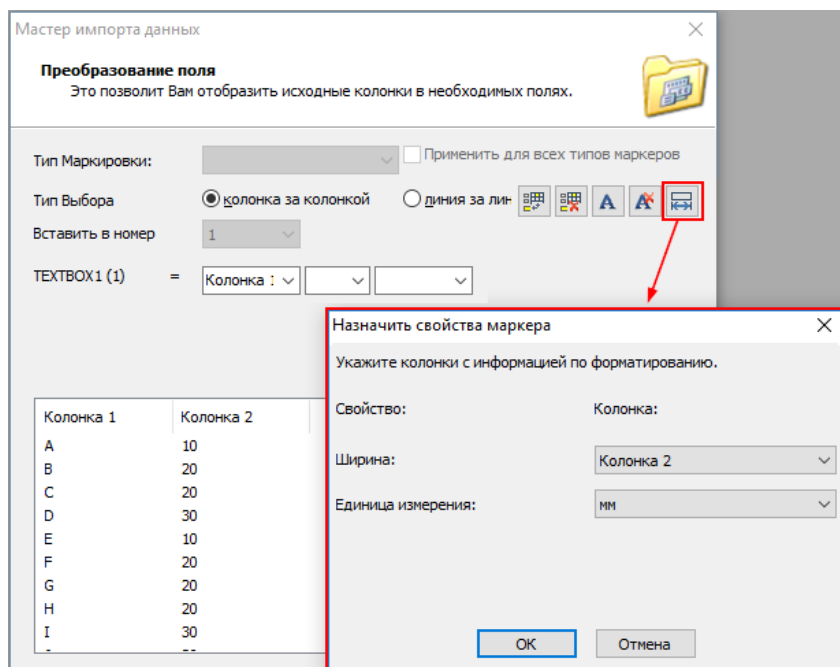 Мастер импорта данных
Преобразование поля
Это позволит Вам отобразить исходные колонки в необходимых полях.
Тип Маркировки:
Применить для всех типов маркеров
Тип Выбора
колонка за колонкой
линия за лин
A A
Вставить в номер
1
TEXTBOX1 (1) = Колонка 1
Назначить свойства маркера
Укажите колонки с информацией по форматированию.
Свойство: Колонка:
Ширина: Колонка 2
Единица измерения: мм
OK Отмена
Колонка 1 Колонка 2
A 10
B 20
C 20
D 30
E 10
F 20
G 20
H 20
I 30